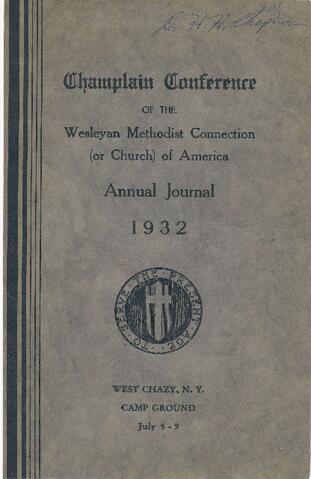 Rev. H. H.
Champlain Conference
OF THE
Wesleyan Methodist Connection
(or Church) of America
Annual Journal
1932
TO SERVE THE PRESENT AGE
WEST CHAZY, N. Y.
CAMP GROUND
July 5 - 9